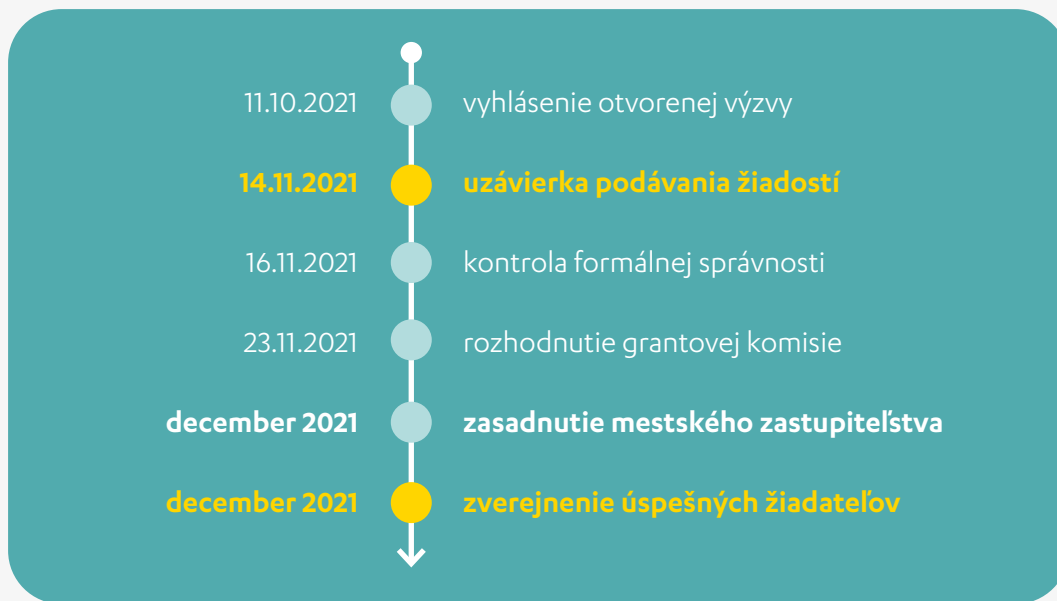 11.10.2021 vyhlásenie otvorenej výzvy
14.11.2021 uzávierka podávania žiadostí
16.11.2021 kontrola formálnej správnosti
23.11.2021 rozhodnutie grantovej komisie
december 2021 zasadnutie mestského zastupiteľstva
december 2021 zverejnenie úspešných žiadateľov